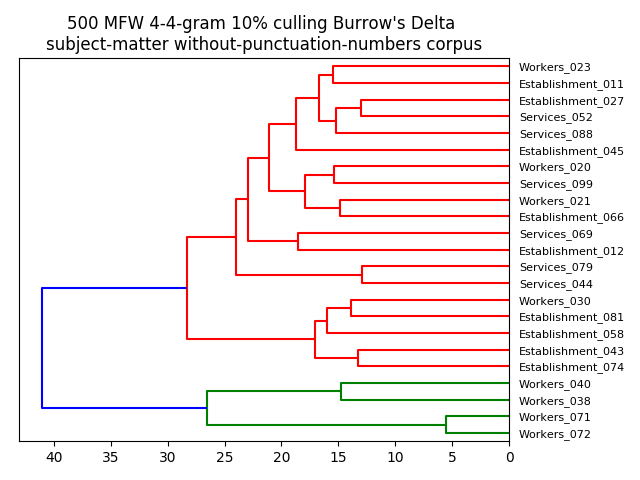 500 MFW 4-4-gram 10% culling Burrow's Delta
subject-matter without-punctuation-numbers corpus
Workers_023
Establishment_011
Establishment_027
Services_052
Services_088
Establishment_045
Workers_020
Services_099
Workers_021
Establishment_066
Services_069
Establishment_012
Services_079
Services_044
Workers_030
Establishment_081
Establishment_058
Establishment_043
Establishment_074
Workers_040
Workers_038
Workers_071
Workers_072
40 35 30 25 20 15 10 5 0